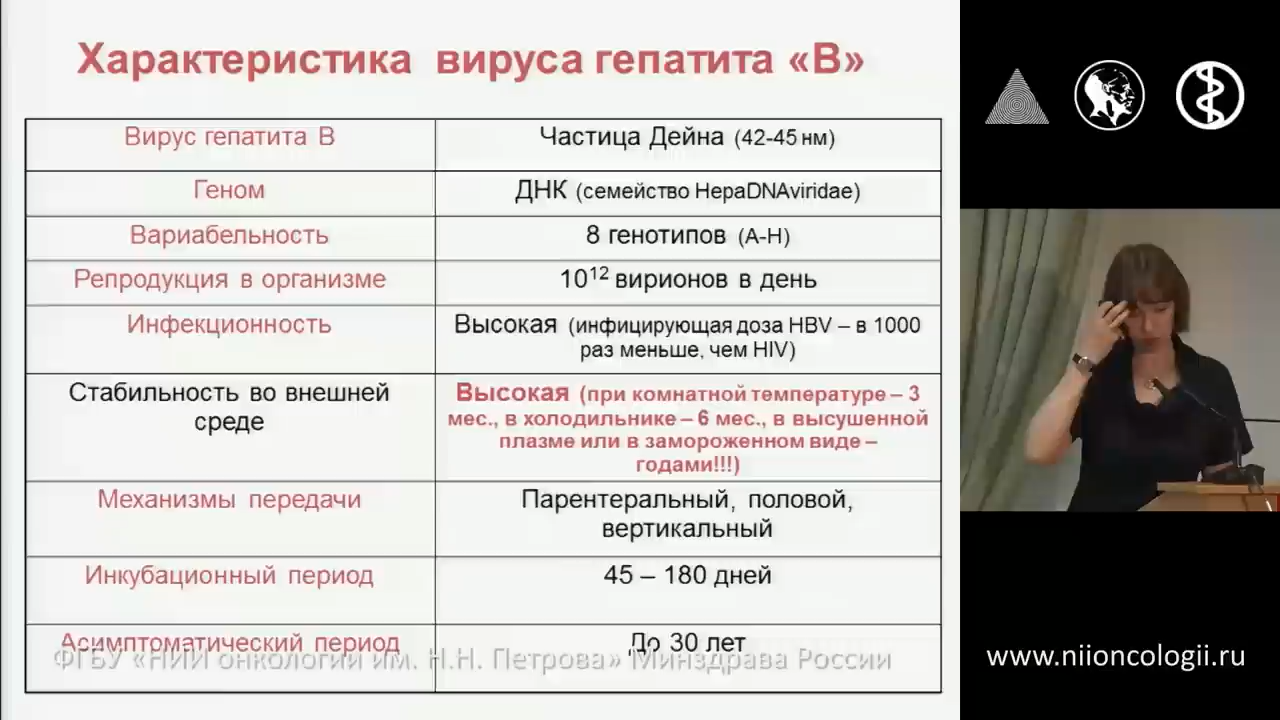 Характеристика вируса гепатита «В»
Вирус гепатита В
Частица Дейна (42-45 нм)
Геном
ДНК (семейство HepaDNAviridae)
Вариабельность
8 генотипов (А-Н)
Репродукция в организме
10¹² вирионов в день
Инфекционность
Высокая (инфицирующая доза HBV – в 1000
раз меньше, чем HIV)
Стабильность во внешней
среде
Высокая (при комнатной температуре – 3
мес., в холодильнике – 6 мес., в высушенной
плазме или в замороженном виде –
годами!!!)
Механизмы передачи
Парентеральный, половой,
вертикальный
Инкубационный период
45 – 180 дней
Асимптоматический период
До 30 лет
ФГБУ «НИИ онкологии им. Н.Н. Петрова» Минздрава России
www.niioncologii.ru